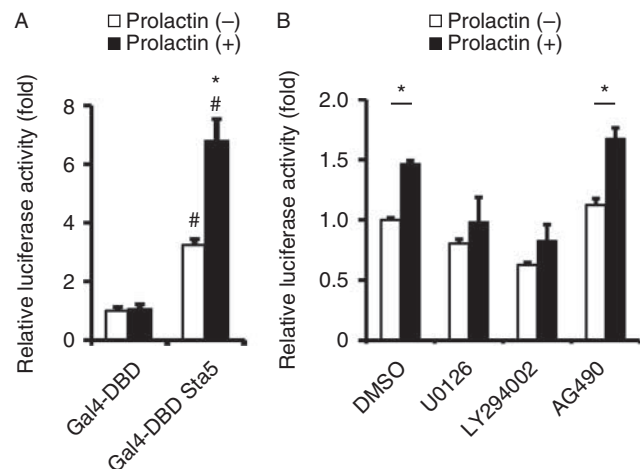 A
Prolactin (–)
Prolactin (+)
Relative luciferase activity (fold)
8
6
4
2
0
*
#
#
Gal4-DBD
Gal4-DBD Sta5
B
Prolactin (–)
Prolactin (+)
Relative luciferase activity (fold)
2.0
1.5
1.0
0.5
0
*
*
DMSO
U0126
LY294002
AG490